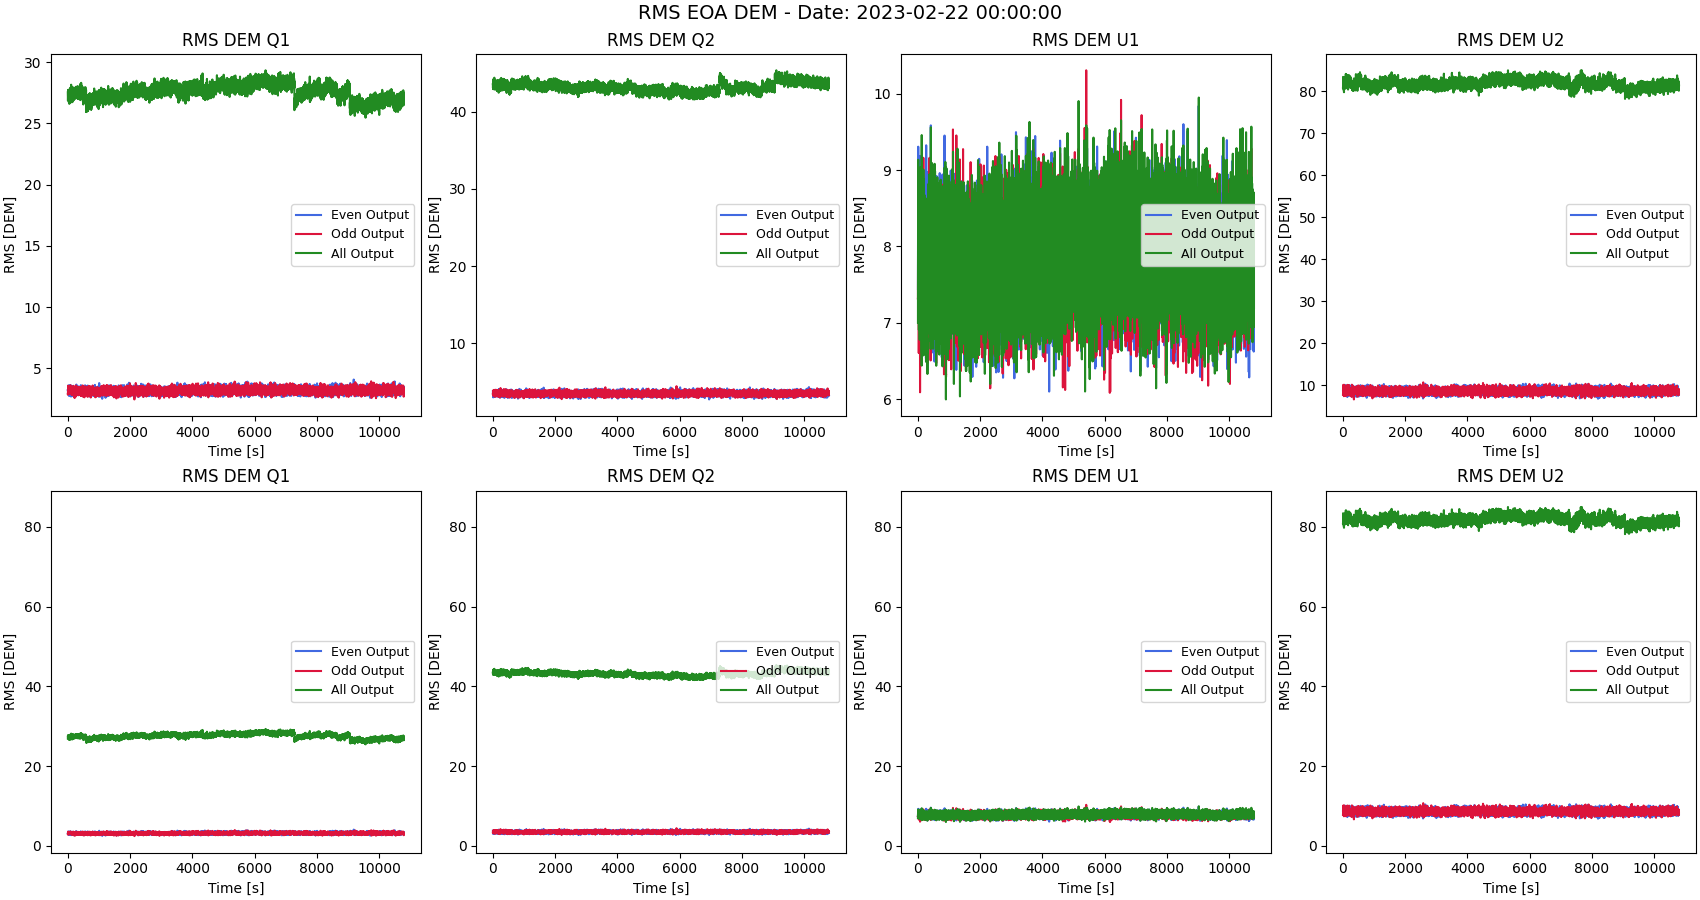 RMS EOA DEM - Date: 2023-02-22 00:00:00
RMS DEM Q1
RMS DEM Q2
RMS DEM U1
RMS DEM U2
RMS [DEM]
30
25
20
15
10
5
Even Output
Odd Output
All Output
0 2000 4000 6000 8000 10000
Time [s]
RMS [DEM]
40
30
20
10
Even Output
Odd Output
All Output
0 2000 4000 6000 8000 10000
Time [s]
RMS [DEM]
10
9
8
7
6
Even Output
Odd Output
All Output
0 2000 4000 6000 8000 10000
Time [s]
RMS [DEM]
80
70
60
50
40
30
20
10
Even Output
Odd Output
All Output
0 2000 4000 6000 8000 10000
Time [s]
RMS DEM Q1
RMS DEM Q2
RMS DEM U1
RMS DEM U2
RMS [DEM]
80
60
40
20
0
Even Output
Odd Output
All Output
0 2000 4000 6000 8000 10000
Time [s]
RMS [DEM]
80
60
40
20
0
Even Output
Odd Output
All Output
0 2000 4000 6000 8000 10000
Time [s]
RMS [DEM]
80
60
40
20
0
Even Output
Odd Output
All Output
0 2000 4000 6000 8000 10000
Time [s]
RMS [DEM]
80
60
40
20
0
Even Output
Odd Output
All Output
0 2000 4000 6000 8000 10000
Time [s]